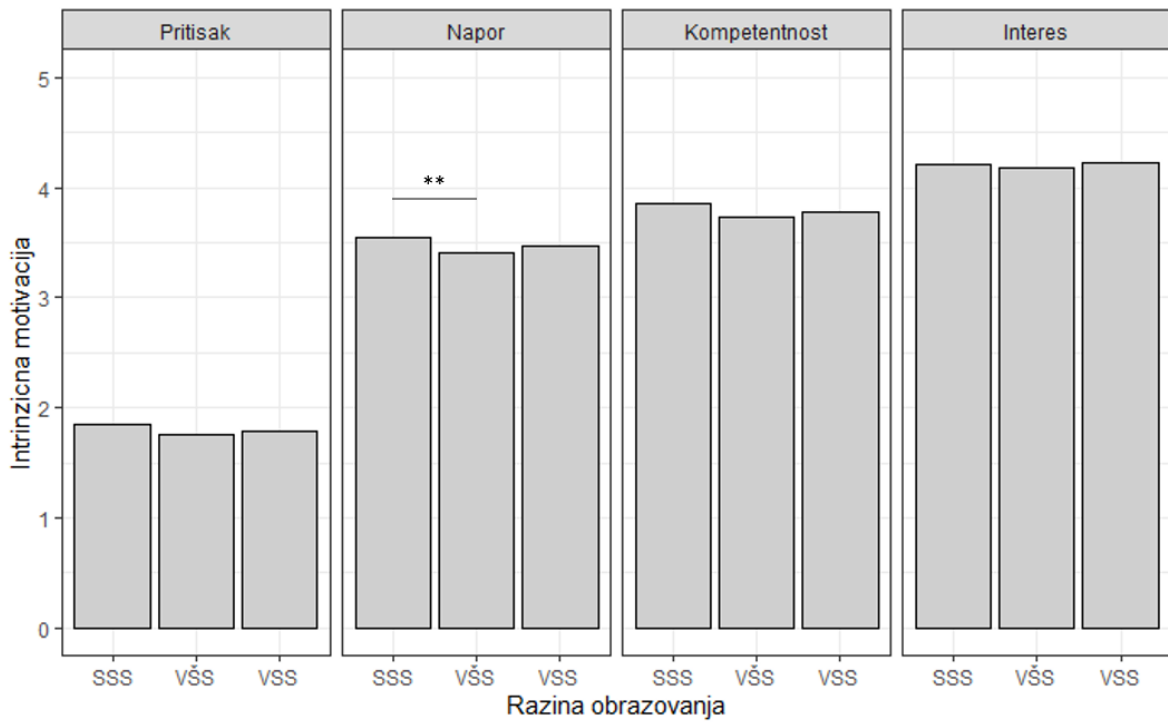 Pritisak
Napor
Kompetentnost
Interes
Intrinzicna motivacija
5
4
3
2
1
0
**
SSS
VŠS
VSS
SSS
VŠS
VSS
SSS
VŠS
VSS
SSS
VŠS
VSS
Razina obrazovanja